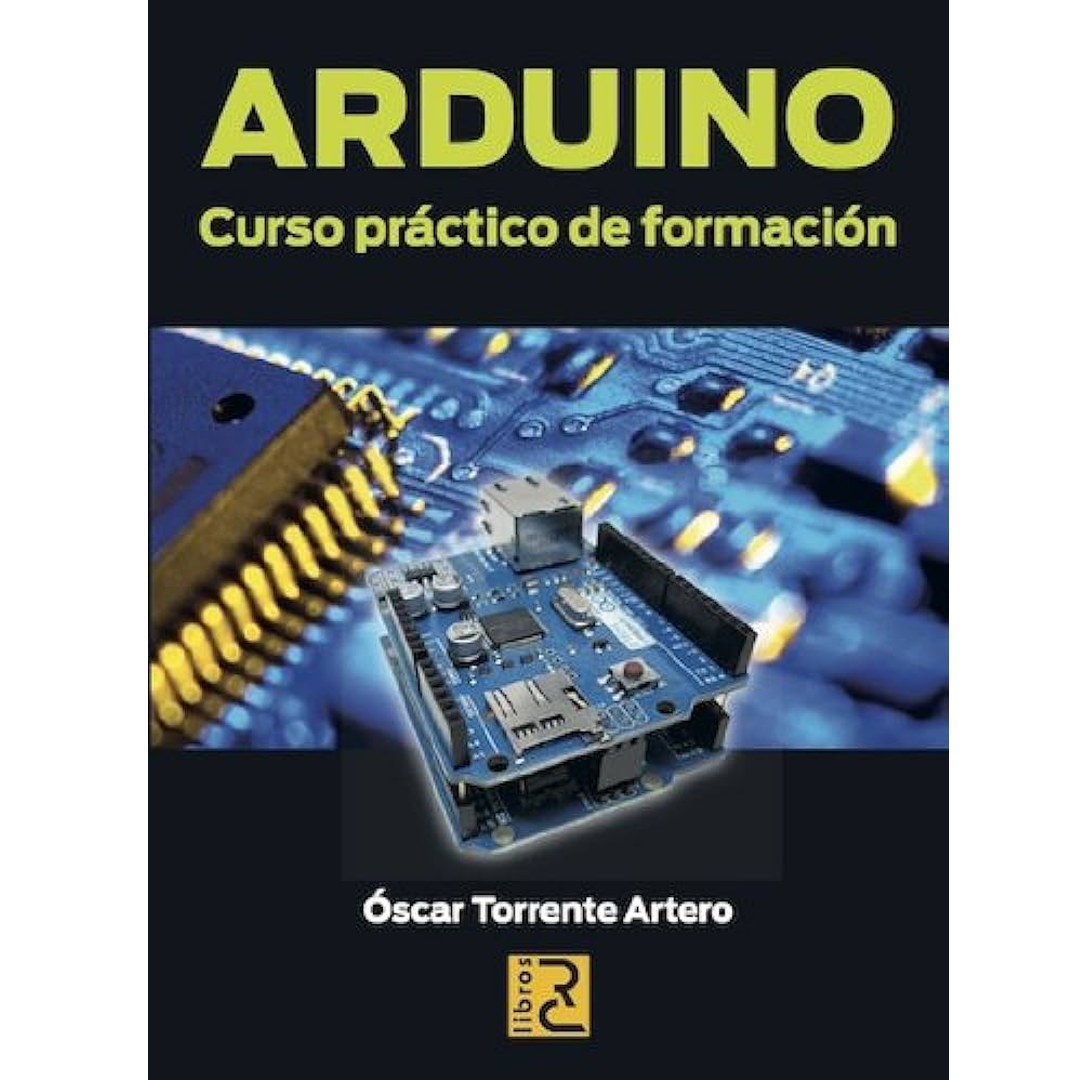 ARDUINO
Curso práctico de formación
Óscar Torrente Artero
libros
RC